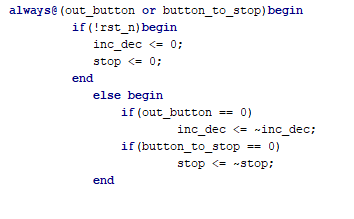 always@(out_button or button_to_stop)begin
if(!rst_n)begin
inc_dec <= 0;
stop <= 0;
end
else begin
if(out_button == 0)
inc_dec <= ~inc_dec;
if(button_to_stop == 0)
stop <= ~stop;
end